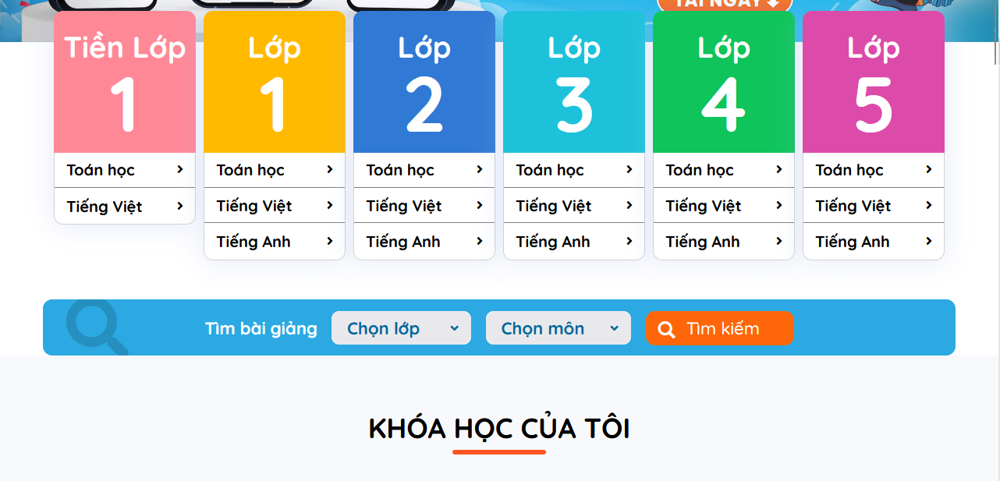 TẢI NGAY
Tiền Lớp
1
Toán học
Tiếng Việt
Lớp
1
Toán học
Tiếng Việt
Tiếng Anh
Lớp
2
Toán học
Tiếng Việt
Tiếng Anh
Lớp
3
Toán học
Tiếng Việt
Tiếng Anh
Lớp
4
Toán học
Tiếng Việt
Tiếng Anh
Lớp
5
Toán học
Tiếng Việt
Tiếng Anh
Tìm bài giảng Chọn lớp Chọn môn Tìm kiếm
KHÓA HỌC CỦA TÔI